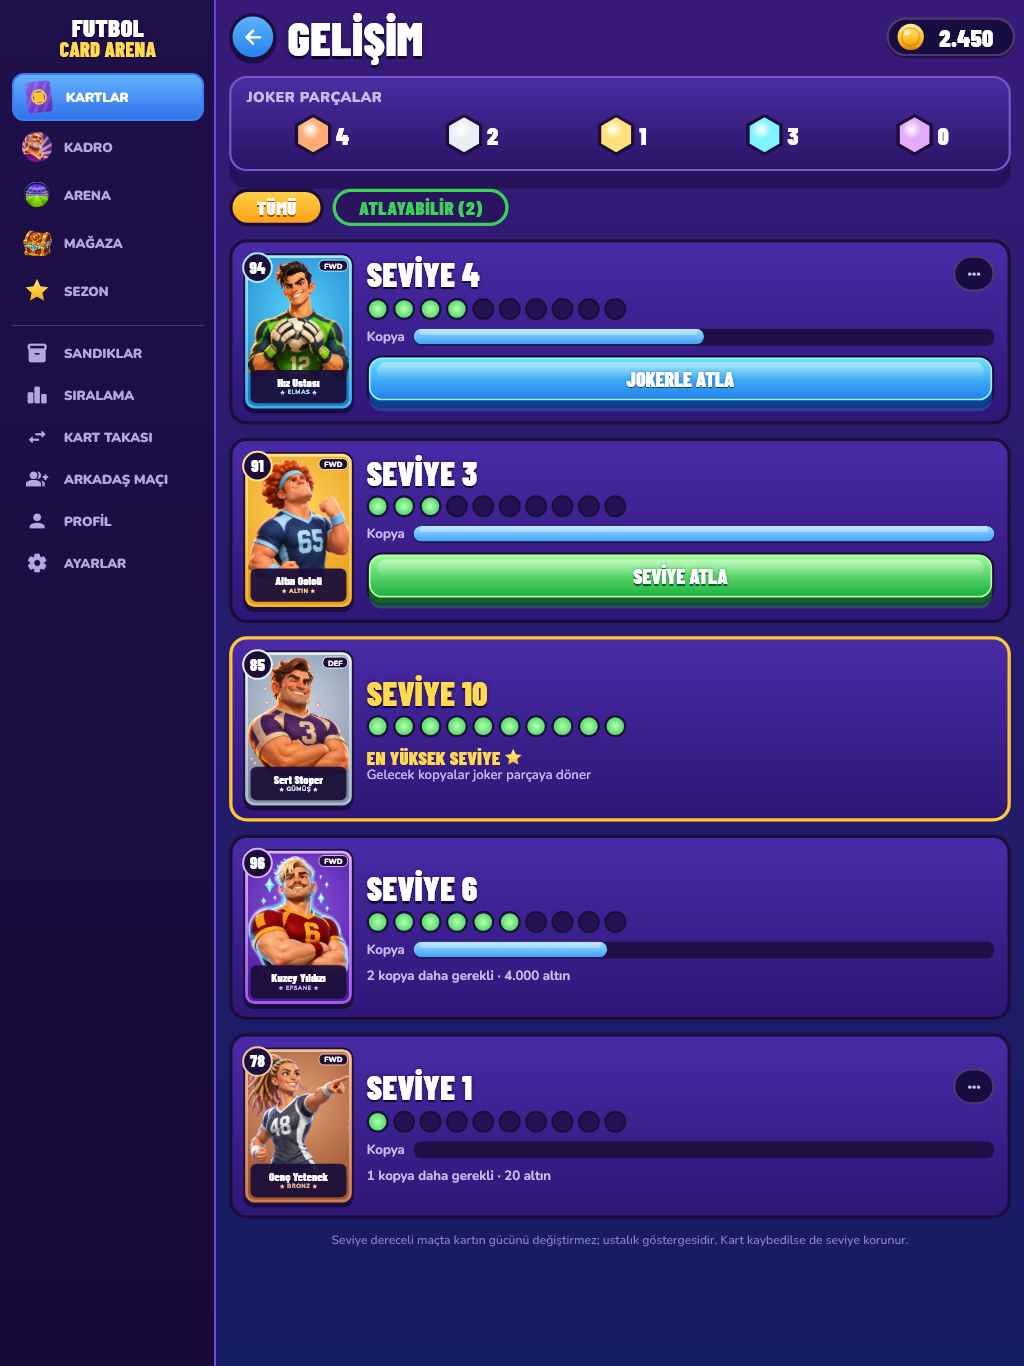 FUTBOL
CARD ARENA
KARTLAR
KADRO
ARENA
MAĞAZA
SEZON
SANDIKLAR
SIRALAMA
KART TAKASI
ARKADAŞ MAÇI
PROFİL
AYARLAR
GELİŞİM
2.450
JOKER PARÇALAR
4
2
1
3
0
TÜMÜ
ATLAYABİLİR (2)
94
FWD
12
Hız Ustası
★ ELMAS ★
SEVİYE 4
Kopya
JOKERLE ATLA
91
FWD
65
Altın Golcü
★ ALTIN ★
SEVİYE 3
Kopya
SEVİYE ATLA
85
DEF
3
Sert Stoper
★ GÜMÜŞ ★
SEVİYE 10
EN YÜKSEK SEVİYE
Gelecek kopyalar joker parçaya döner
96
FWD
6
Kuzey Yıldızı
★ EFSANE ★
SEVİYE 6
Kopya
2 kopya daha gerekli · 4.000 altın
78
FWD
48
Genç Yetenek
★ BRONZ ★
SEVİYE 1
Kopya
1 kopya daha gerekli · 20 altın
Seviye dereceli maçta kartın gücünü değiştirmez; ustalık göstergesidir. Kart kaybedilse de seviye korunur.